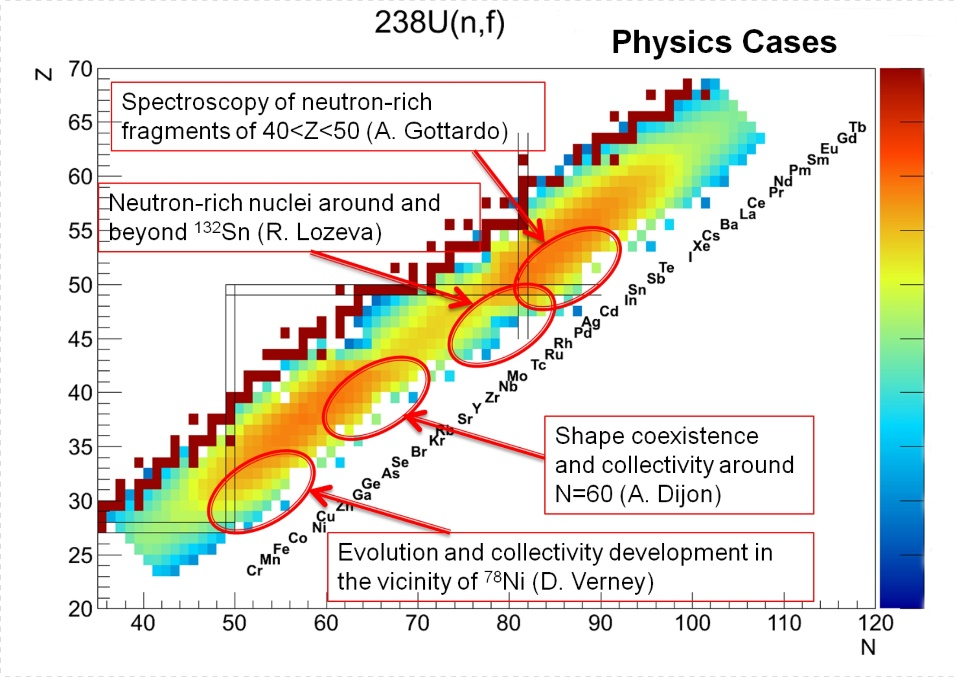 238U(n,f)
Physics Cases
Z
70
65
60
55
50
45
40
35
30
25
20
Spectroscopy of neutron-rich
fragments of 40<Z<50 (A. Gottardo)
Neutron-rich nuclei around and
beyond ¹³²Sn (R. Lozeva)
Shape coexistence
and collectivity around
N=60 (A. Dijon)
Evolution and collectivity development in
the vicinity of ⁷⁸Ni (D. Verney)
Tb
Gd
Eu
Sm
Pm
Nd
Pr
Ce
La
Ba
Cs
Xe
I
Te
Sb
Sn
In
Cd
Ag
Pd
Rh
Ru
Tc
Mo
Nb
Zr
Y
Sr
Rb
Kr
Br
Se
As
Ge
Ga
Zn
Cu
Ni
Co
Fe
Mn
Cr
40 50 60 70 80 90 100 110 120
N